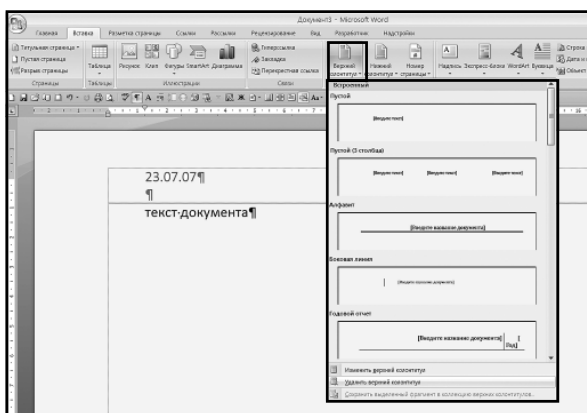 Документ3 - Microsoft Word
Главная Вставка Разметка страницы Ссылки Рассылки Рецензирование Вид Разработчик Надстройки
Титульная страница
Пустая страница
Разрыв страницы
Страницы
Таблица
Таблицы
Рисунок Клип Фигуры SmartArt Диаграмма
Иллюстрации
Гиперссылка
Закладка
Перекрестная ссылка
Связи
Верхний колонтитул
Нижний колонтитул
Номер страницы
Надпись Экспресс-блоки WordArt Буквица
Строка
Дата и
Объект
Встроенный
Пустой
[Введите текст]
Пустой (3 столбца)
[Введите текст] [Введите текст] [Введите текст]
Алфавит
[Введите название документа]
Боковая линия
[Введите название документа]
Годовой отчет
[Введите название документа] [Год]
Изменить верхний колонтитул
Удалить верхний колонтитул
Сохранить выделенный фрагмент в коллекцию верхних колонтитулов...
23.07.07¶
¶
текст·документа¶